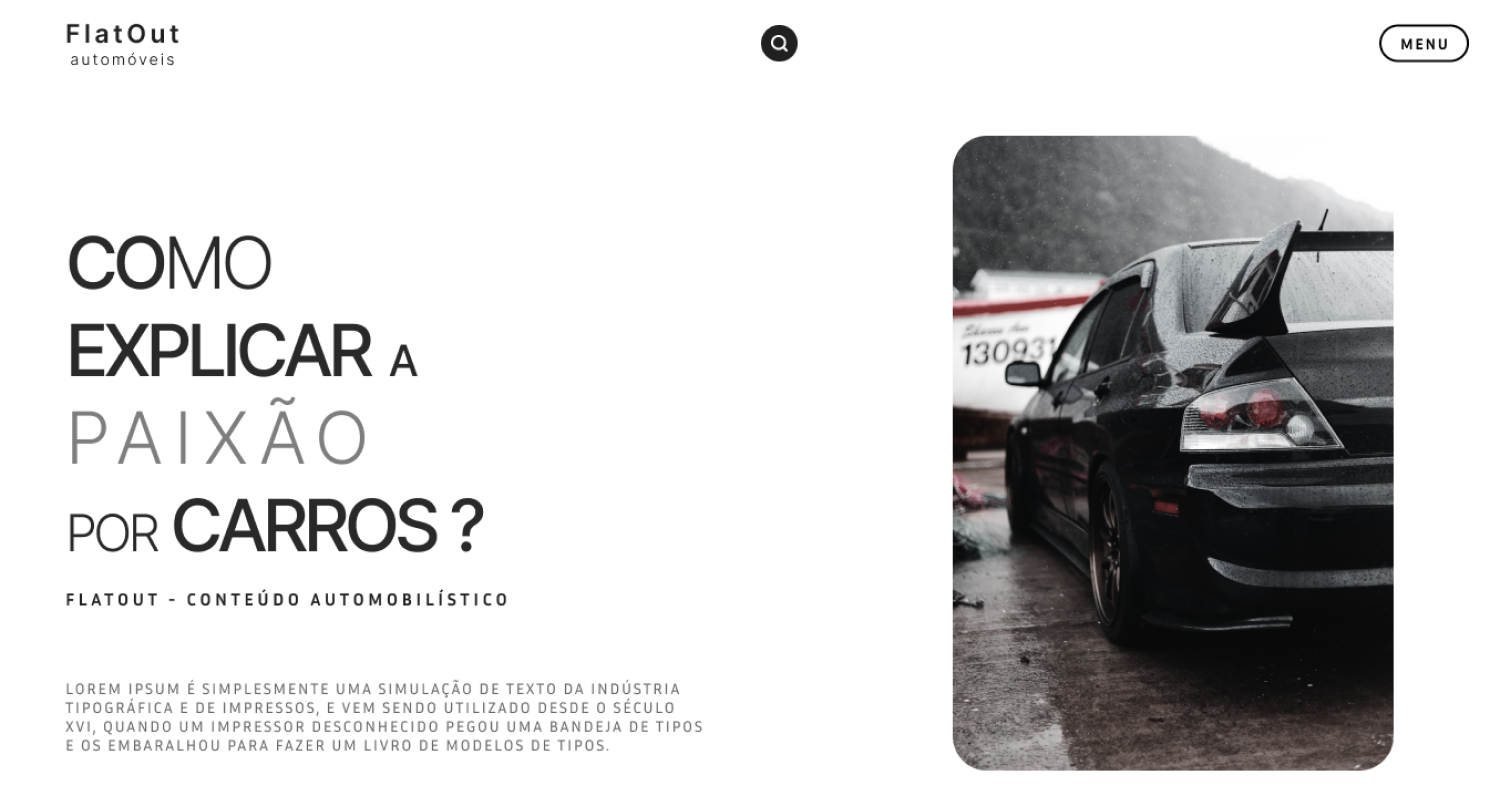 FlatOut
automóveis
MENU
COMO
EXPLICAR A
PAIXÃO
POR CARROS ?
FLATOUT - CONTEÚDO AUTOMOBILÍSTICO
LOREM IPSUM É SIMPLESMENTE UMA SIMULAÇÃO DE TEXTO DA INDÚSTRIA
TIPOGRÁFICA E DE IMPRESSOS, E VEM SENDO UTILIZADO DESDE O SÉCULO
XVI, QUANDO UM IMPRESSOR DESCONHECIDO PEGOU UMA BANDEJA DE TIPOS
E OS EMBARALHOU PARA FAZER UM LIVRO DE MODELOS DE TIPOS.
130931